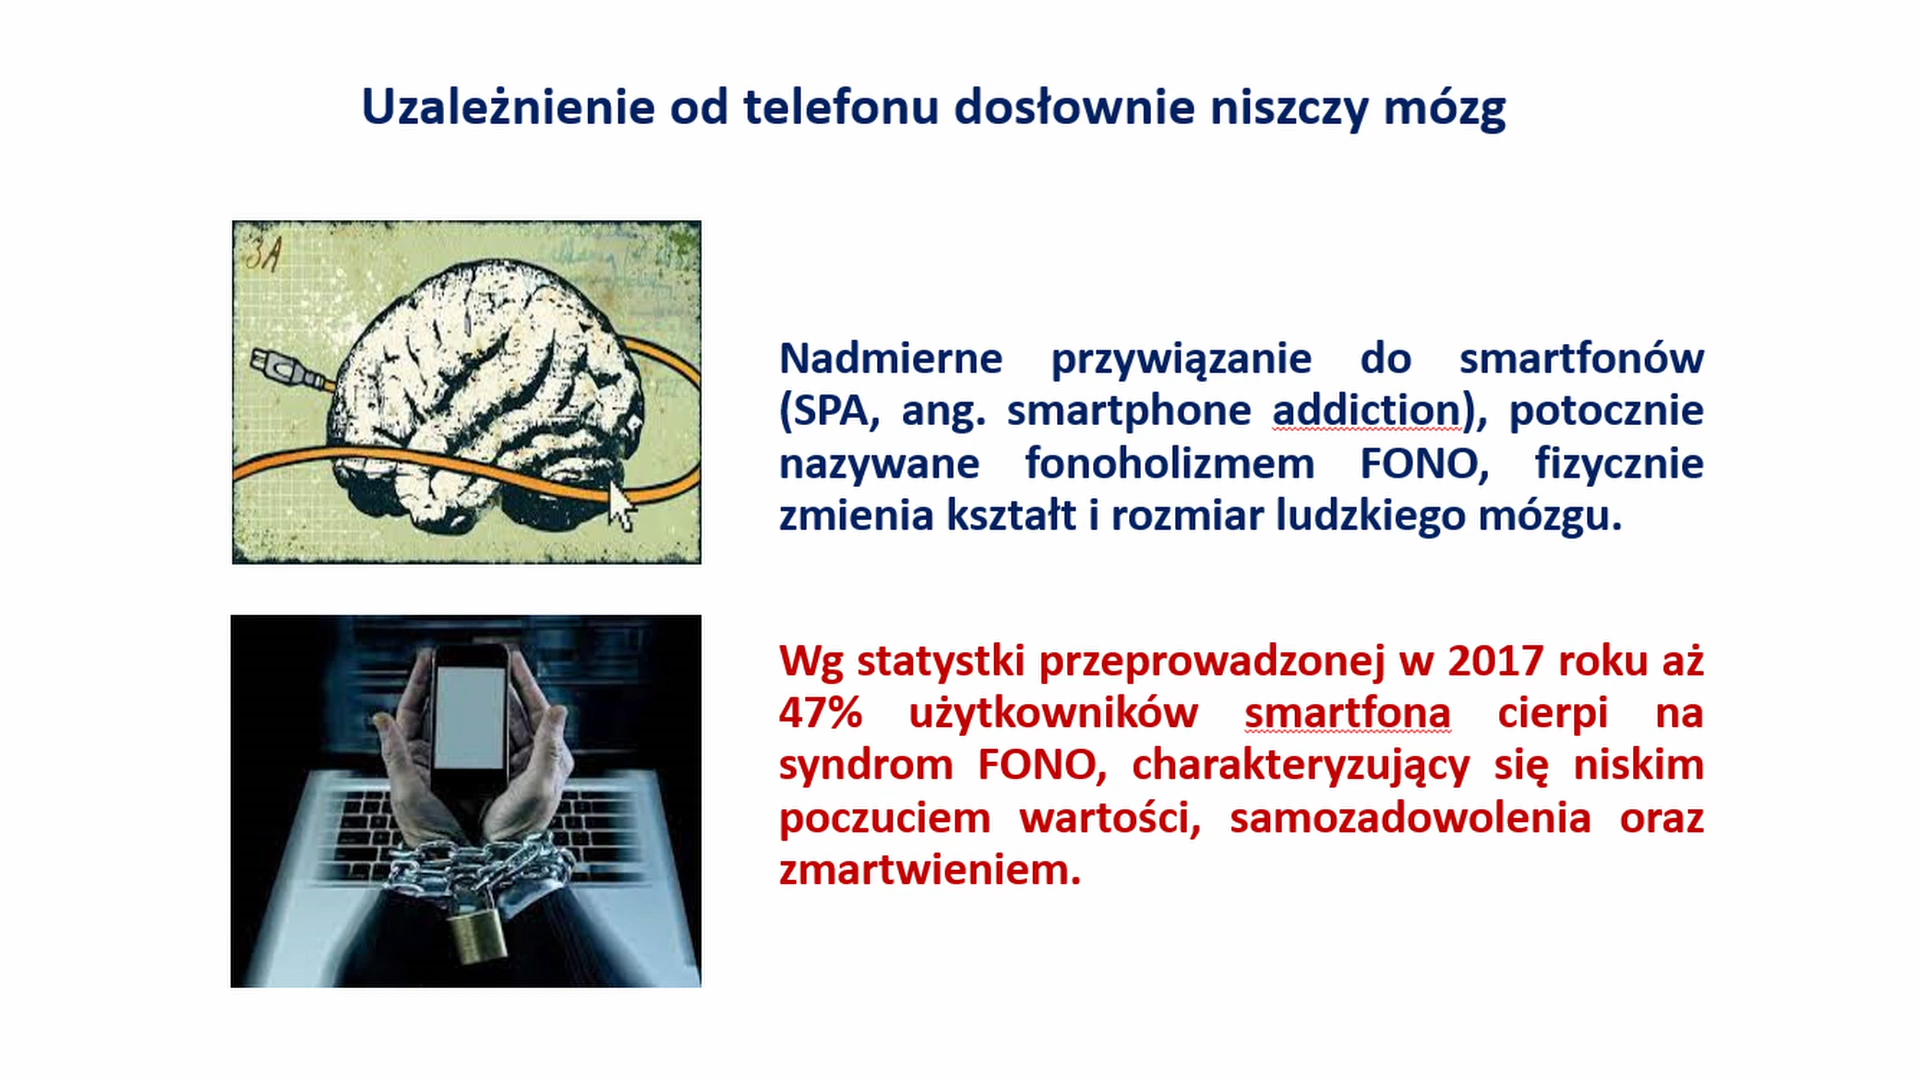 Uzależnienie od telefonu dosłownie niszczy mózg
3A
Nadmierne przywiązanie do smartfonów
(SPA, ang. smartphone addiction), potocznie
nazywane fonoholizmem FONO, fizycznie
zmienia kształt i rozmiar ludzkiego mózgu.
Wg statystki przeprowadzonej w 2017 roku aż
47% użytkowników smartfona cierpi na
syndrom FONO, charakteryzujący się niskim
poczuciem wartości, samozadowolenia oraz
zmartwieniem.